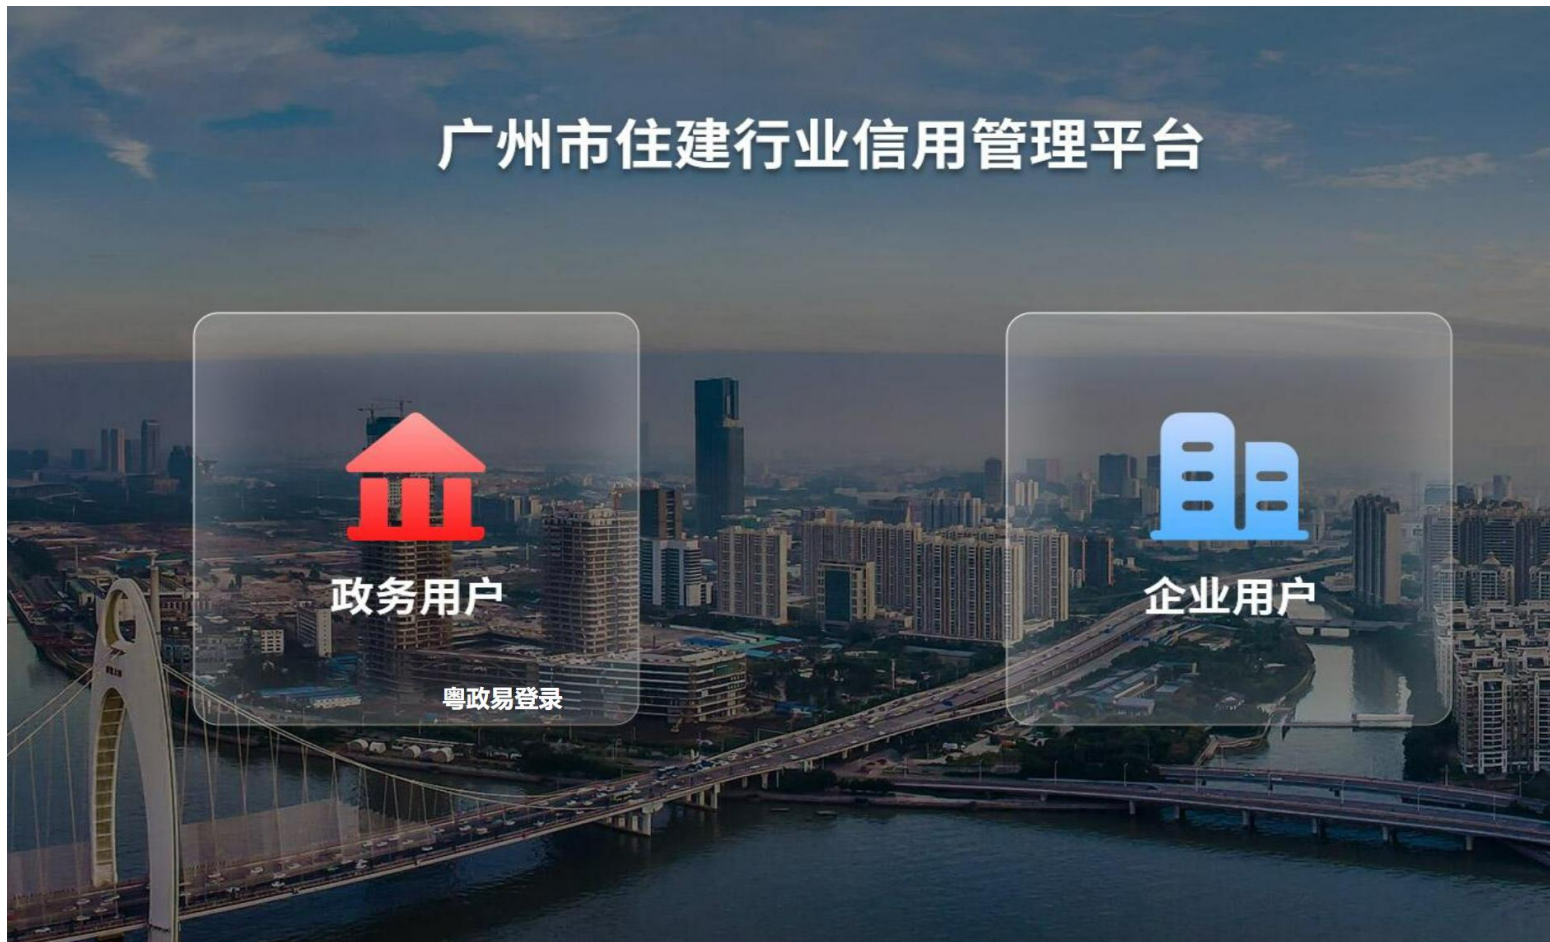 广州市住建行业信用管理平台
政务用户
企业用户
粤政易登录